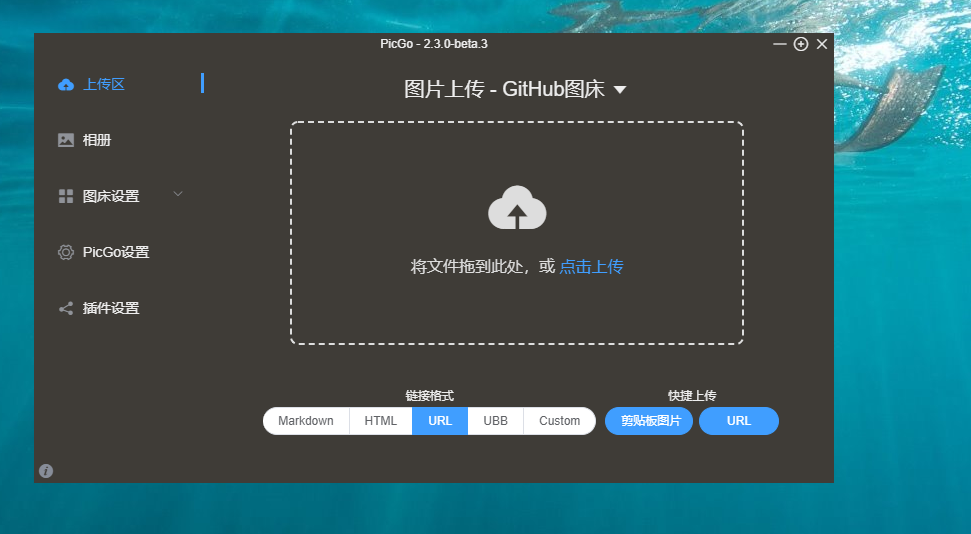 PicGo - 2.3.0-beta.3
上传区
相册
图床设置
PicGo设置
插件设置
图片上传 - GitHub图床
将文件拖到此处，或 点击上传
链接格式
Markdown HTML URL UBB Custom
快捷上传
剪贴板图片 URL